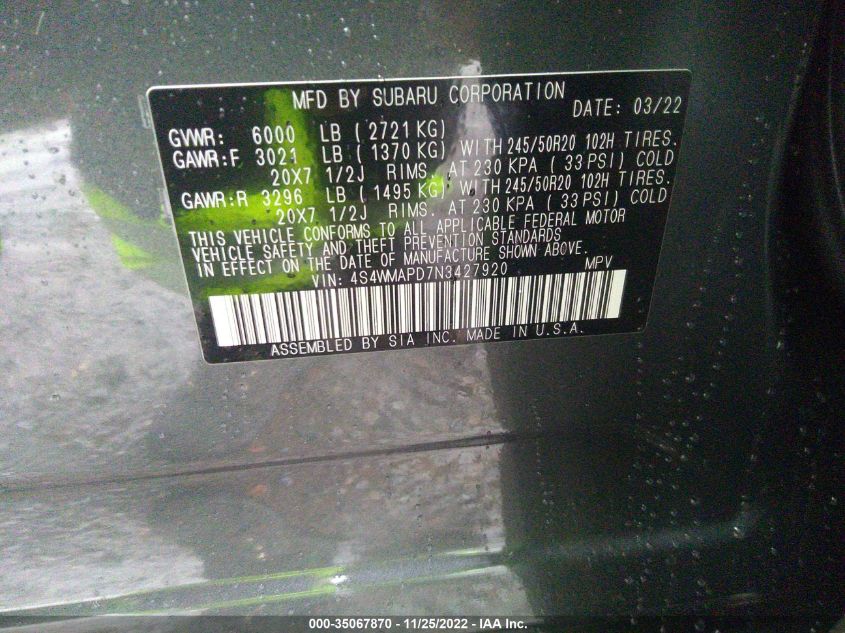 MFD BY SUBARU CORPORATION
DATE: 03/22
GVWR: 6000 LB ( 2721 KG)
GAWR:F 3021 LB ( 1370 KG) WITH 245/50R20 102H TIRES.
20X7 1/2J RIMS. AT 230 KPA ( 33 PSI) COLD
GAWR:R 3296 LB ( 1495 KG) WITH 245/50R20 102H TIRES.
20X7 1/2J RIMS. AT 230 KPA ( 33 PSI) COLD
THIS VEHICLE CONFORMS TO ALL APPLICABLE FEDERAL MOTOR
VEHICLE SAFETY AND THEFT PREVENTION STANDARDS
IN EFFECT ON THE DATE OF MANUFACTURE SHOWN ABOVE.
VIN: 4S4WMAPD7N3427920 MPV
ASSEMBLED BY SIA INC. MADE IN U.S.A.
000-35067870 - 11/25/2022 - IAA Inc.